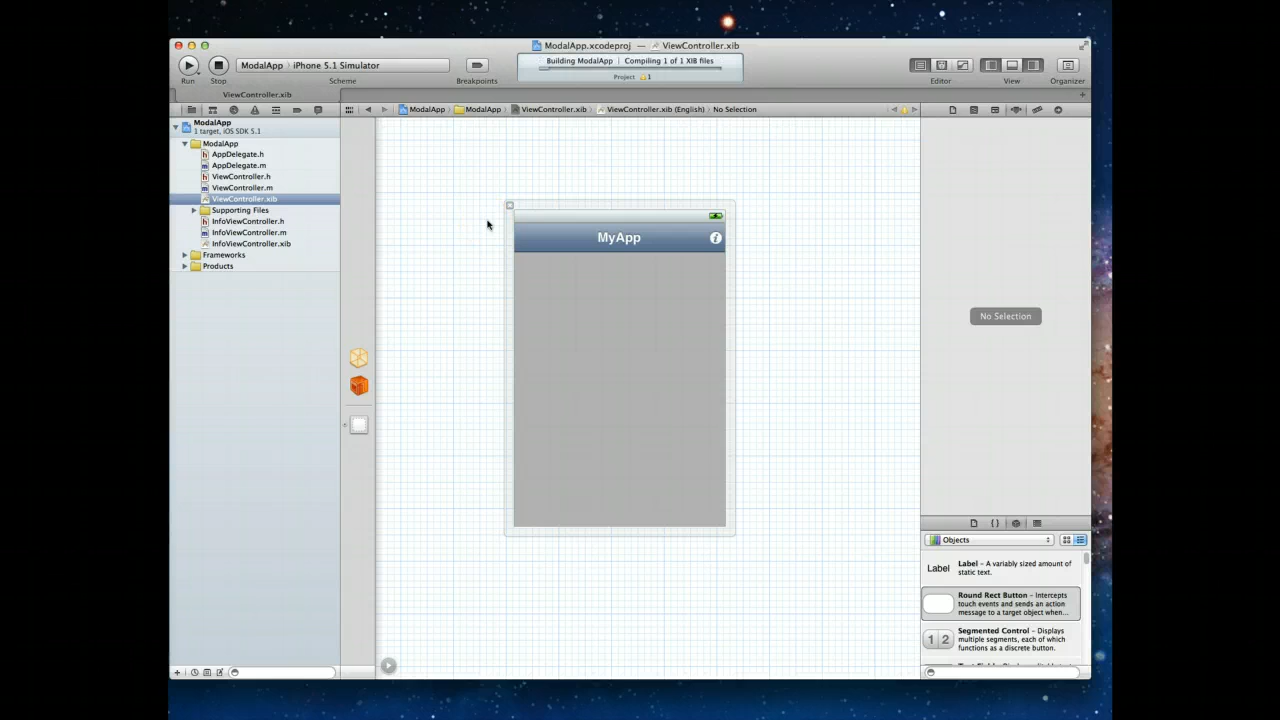 ModalApp.xcodeproj — ViewController.xib
Run
Stop
ModalApp
iPhone 5.1 Simulator
Scheme
Breakpoints
Building ModalApp | Compiling 1 of 1 XIB files
Project 1
Editor
View
Organizer
ViewController.xib
ModalApp
ModalApp
ViewController.xib
ViewController.xib (English)
No Selection
ModalApp
1 target, iOS SDK 5.1
ModalApp
AppDelegate.h
AppDelegate.m
ViewController.h
ViewController.m
ViewController.xib
Supporting Files
InfoViewController.h
InfoViewController.m
InfoViewController.xib
Frameworks
Products
MyApp
No Selection
Objects
Label
Label – A variably sized amount of
static text.
Round Rect Button – Intercepts
touch events and sends an action
message to a target object when...
1 2
Segmented Control – Displays
multiple segments, each of which
functions as a discrete button.